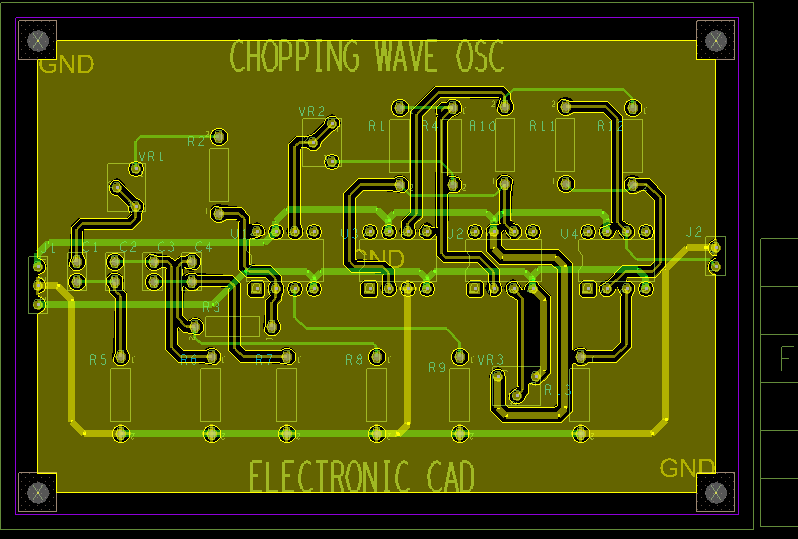 CHOPPING WAVE OSC
GND
VR2
R1
R4
R10
R11
R12
R2
VR1
U3
U2
U4
J2
J1
C1
C2
C3
C4
GND
R3
F
R5
R6
R7
R8
R9
VR3
R13
ELECTRONIC CAD
GND